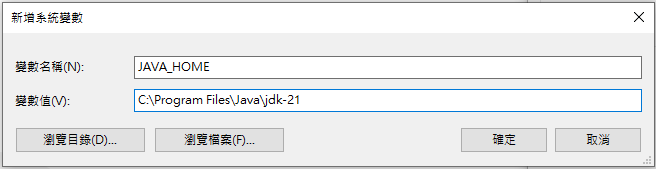 新增系統變數
變數名稱(N):
JAVA_HOME
變數值(V):
C:\Program Files\Java\jdk-21
瀏覽目錄(D)...
瀏覽檔案(F)...
確定
取消